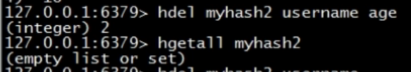 127.0.0.1:6379> hdel myhash2 username age
(integer) 2
127.0.0.1:6379> hgetall myhash2
(empty list or set)